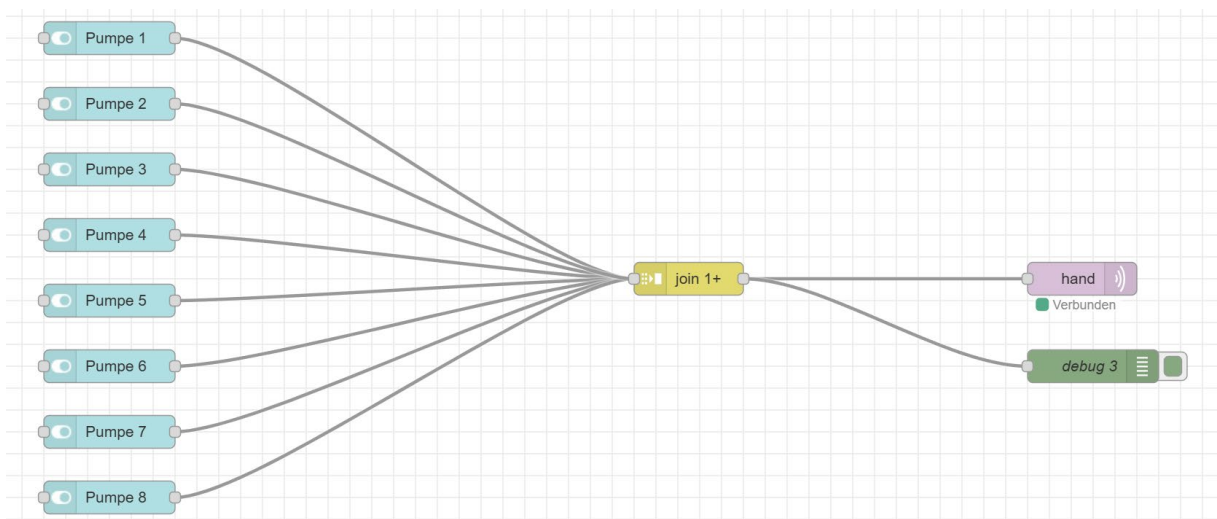 Pumpe 1
Pumpe 2
Pumpe 3
Pumpe 4
Pumpe 5
Pumpe 6
Pumpe 7
Pumpe 8
join 1+
hand
Verbunden
debug 3